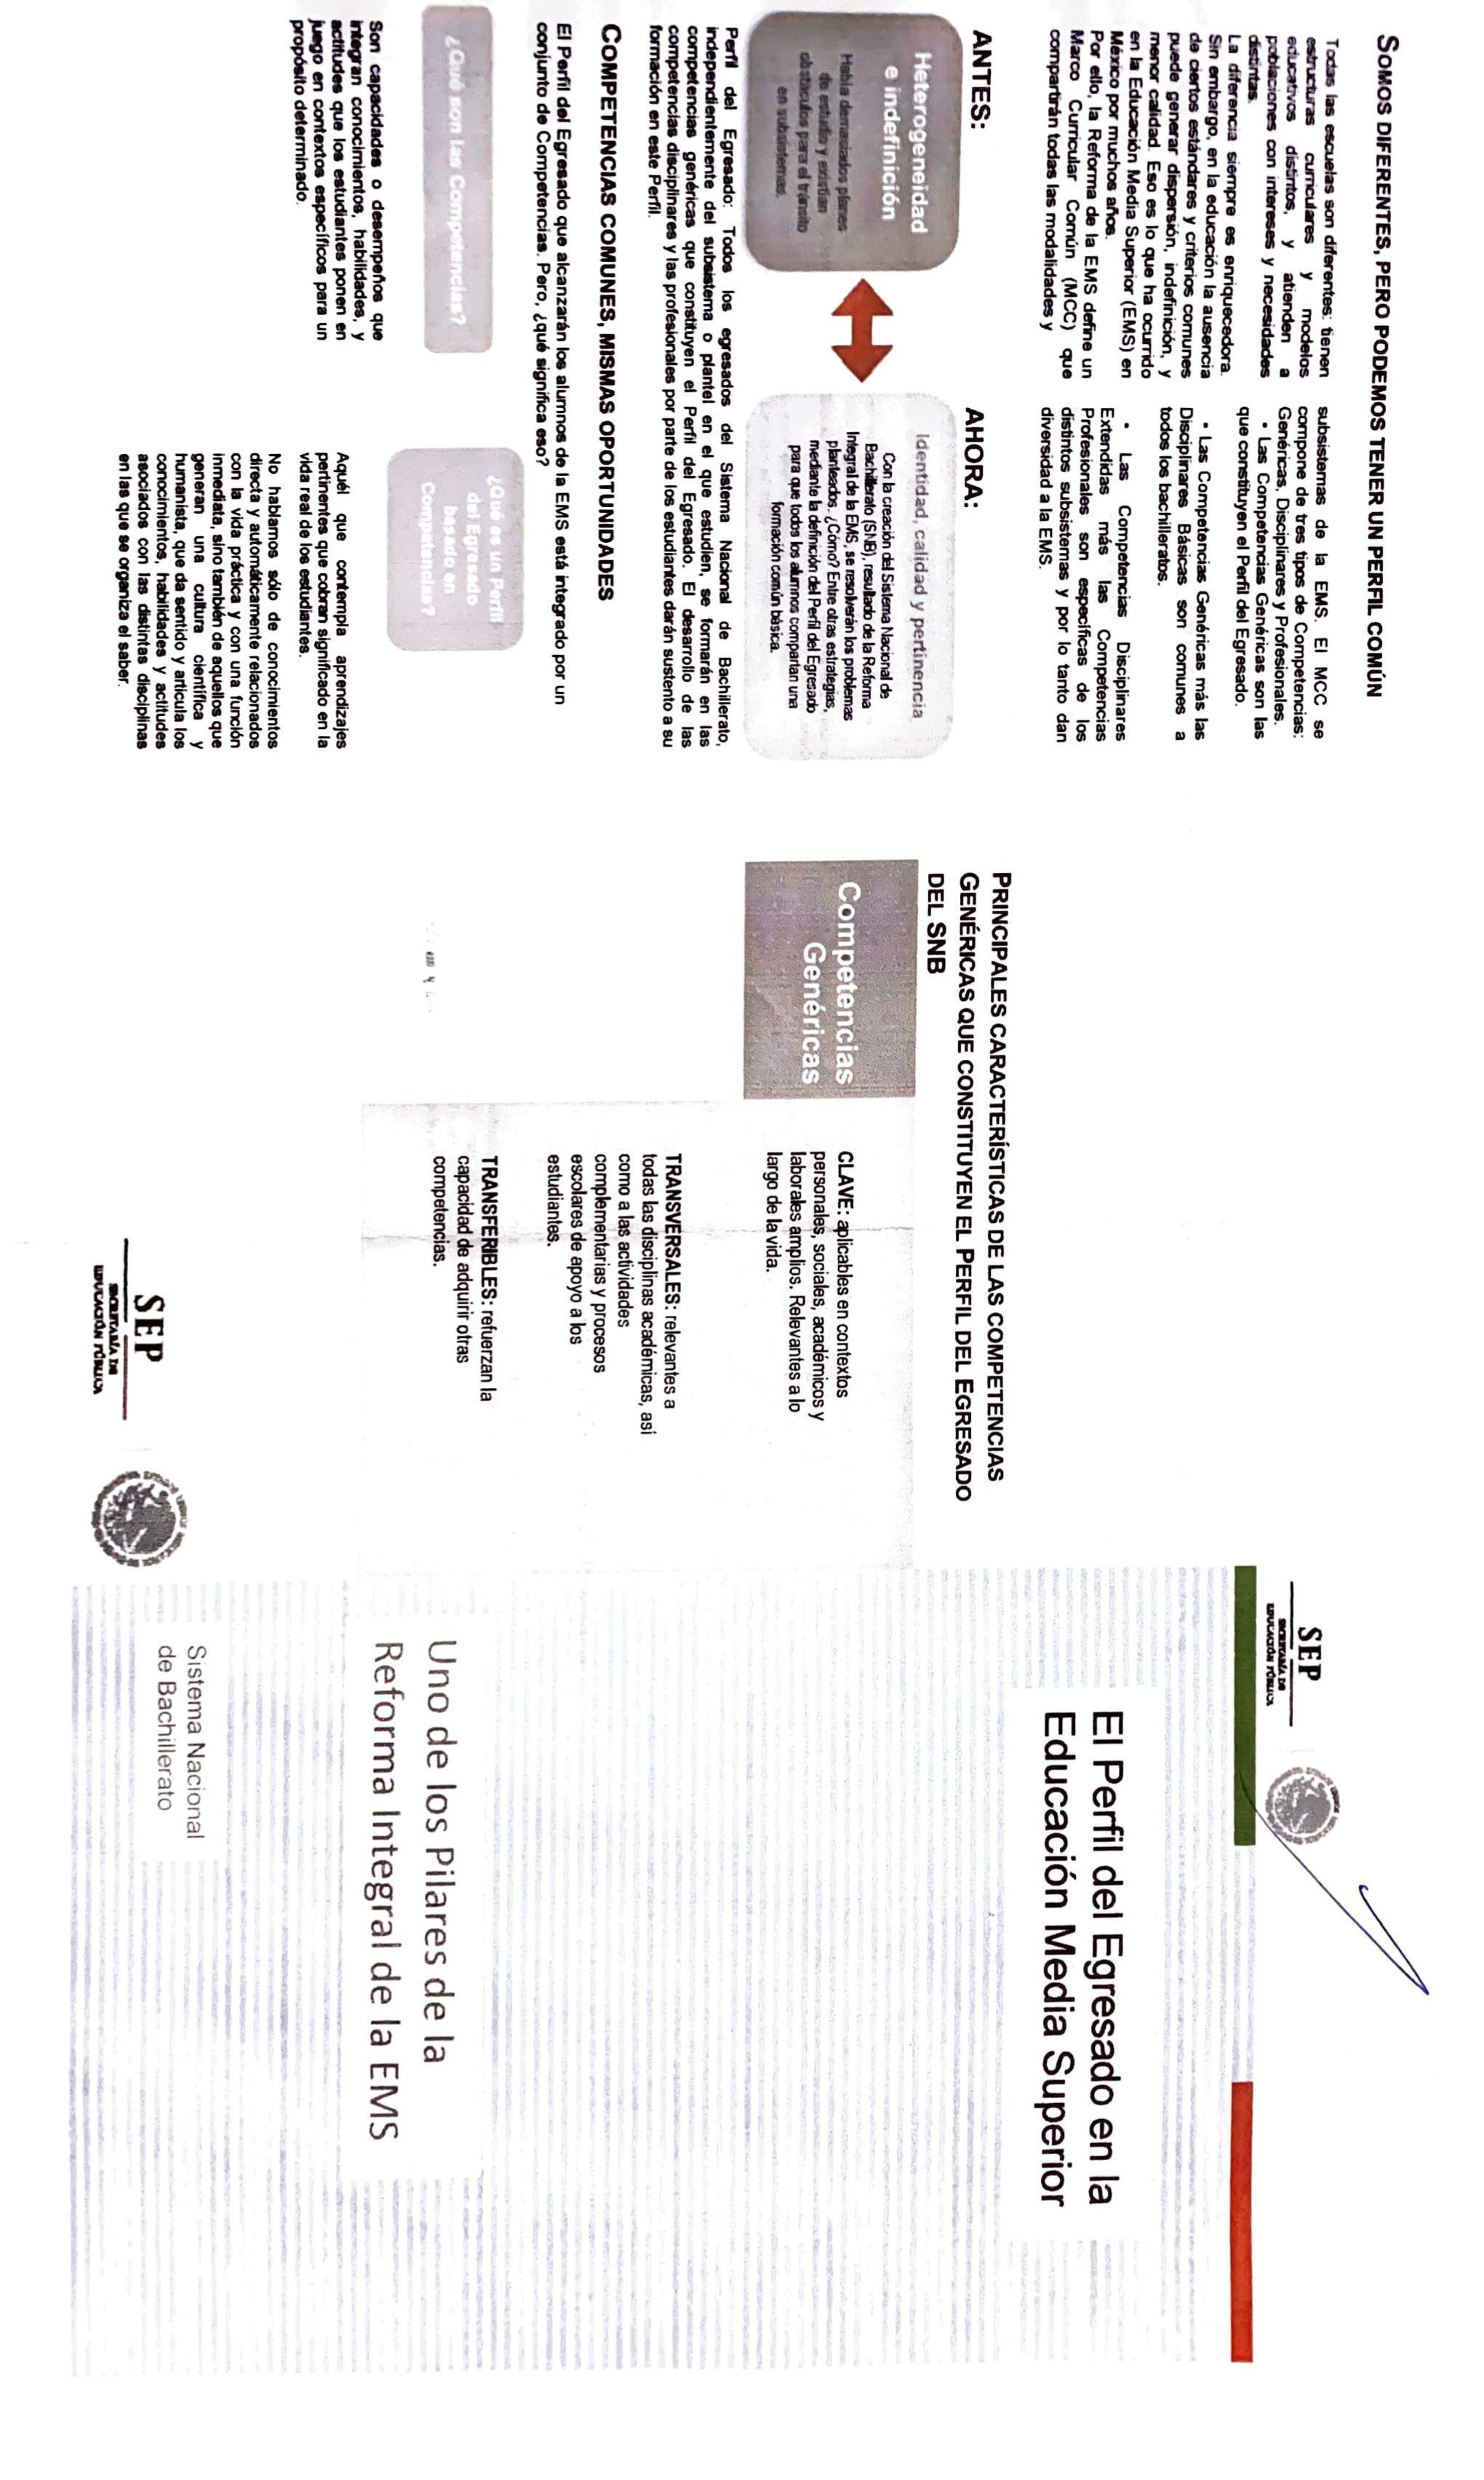 SOMOS DIFERENTES, PERO PODEMOS TENER UN PERFIL COMÚN
Todas las escuelas son diferentes: tienen
estructuras curriculares y modelos
educativos distintos, y atienden a
poblaciones con intereses y necesidades
distintas.
La diferencia siempre es enriquecedora.
Sin embargo, en la educación la ausencia
de ciertos estándares y criterios comunes
puede generar dispersión, indefinición, y
menor calidad. Eso es lo que ha ocurrido
en la Educación Media Superior (EMS) en
México por muchos años.
Por ello, la Reforma de la EMS define un
Marco Curricular Común (MCC) que
compartirán todas las modalidades y
subsistemas de la EMS. El MCC se
compone de tres tipos de Competencias:
Genéricas, Disciplinares y Profesionales.
• Las Competencias Genéricas son las
que constituyen el Perfil del Egresado.
• Las Competencias Genéricas más las
Disciplinares Básicas son comunes a
todos los bachilleratos.
• Las Competencias Disciplinares
Extendidas más las Competencias
Profesionales son específicas de los
distintos subsistemas y por lo tanto dan
diversidad a la EMS.
ANTES:
Heterogeneidad
e indefinición
Había demasiados planes
de estudio y existían
obstáculos para el tránsito
en subsistemas.
AHORA:
Identidad, calidad y pertinencia
Con la creación del Sistema Nacional de
Bachillerato (SNB), resultado de la Reforma
Integral de la EMS, se resolverán los problemas
planteados. ¿Cómo? Entre otras estrategias,
mediante la definición del Perfil del Egresado
para que todos los alumnos compartan una
formación común básica.
Perfil del Egresado: Todos los egresados del Sistema Nacional de Bachillerato,
independientemente del subsistema o plantel en el que estudien, se formarán en las
competencias genéricas que constituyen el Perfil del Egresado. El desarrollo de las
competencias disciplinares y las profesionales por parte de los estudiantes darán sustento a su
formación en este Perfil.
COMPETENCIAS COMUNES, MISMAS OPORTUNIDADES
El Perfil del Egresado que alcanzarán los alumnos de la EMS está integrado por un
conjunto de Competencias. Pero, ¿qué significa eso?
¿Qué son las Competencias?
Son capacidades o desempeños que
integran conocimientos, habilidades, y
actitudes que los estudiantes ponen en
juego en contextos específicos para un
propósito determinado.
¿Qué es un Perfil
del Egresado
basado en
Competencias?
Aquél que contempla aprendizajes
pertinentes que cobran significado en la
vida real de los estudiantes.
No hablamos sólo de conocimientos
directa y automáticamente relacionados
con la vida práctica y con una función
inmediata, sino también de aquellos que
generan una cultura científica y
humanista, que da sentido y articula los
conocimientos, habilidades y actitudes
asociados con las distintas disciplinas
en las que se organiza el saber.
PRINCIPALES CARACTERÍSTICAS DE LAS COMPETENCIAS
GENÉRICAS QUE CONSTITUYEN EL PERFIL DEL EGRESADO
DEL SNB
Competencias
Genéricas
CLAVE: aplicables en contextos
personales, sociales, académicos y
laborales amplios. Relevantes a lo
largo de la vida.
TRANSVERSALES: relevantes a
todas las disciplinas académicas, así
como a las actividades
complementarias y procesos
escolares de apoyo a los
estudiantes.
TRANSFERIBLES: refuerzan la
capacidad de adquirir otras
competencias.
SEP
SECRETARÍA DE
EDUCACIÓN PÚBLICA
SEP
SECRETARÍA DE
EDUCACIÓN PÚBLICA
El Perfil del Egresado en la
Educación Media Superior
Uno de los Pilares de la
Reforma Integral de la EMS
Sistema Nacional
de Bachillerato